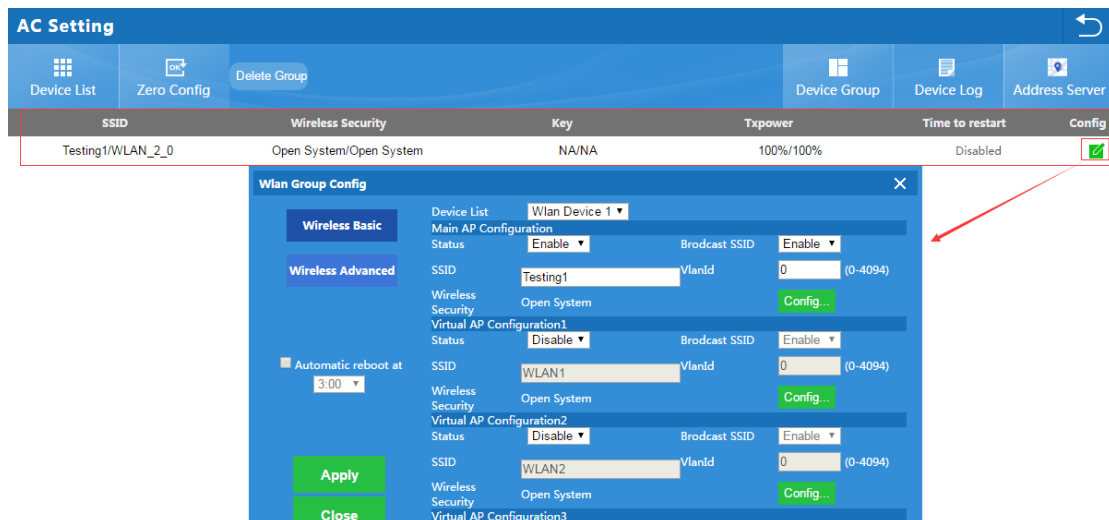 AC Setting
Device List
Zero Config
Delete Group
Device Group
Device Log
Address Server
SSID Wireless Security Key Txpower Time to restart Config
Testing1/WLAN_2_0 Open System/Open System NA/NA 100%/100% Disabled
Wlan Group Config
Wireless Basic
Wireless Advanced
Automatic reboot at
3:00
Apply
Close
Device List Wlan Device 1
Main AP Configuration
Status Enable Brodcast SSID Enable
SSID Testing1 VlanId 0 (0-4094)
Wireless Security Open System Config...
Virtual AP Configuration1
Status Disable Brodcast SSID Enable
SSID WLAN1 VlanId 0 (0-4094)
Wireless Security Open System Config...
Virtual AP Configuration2
Status Disable Brodcast SSID Enable
SSID WLAN2 VlanId 0 (0-4094)
Wireless Security Open System Config...
Virtual AP Configuration3